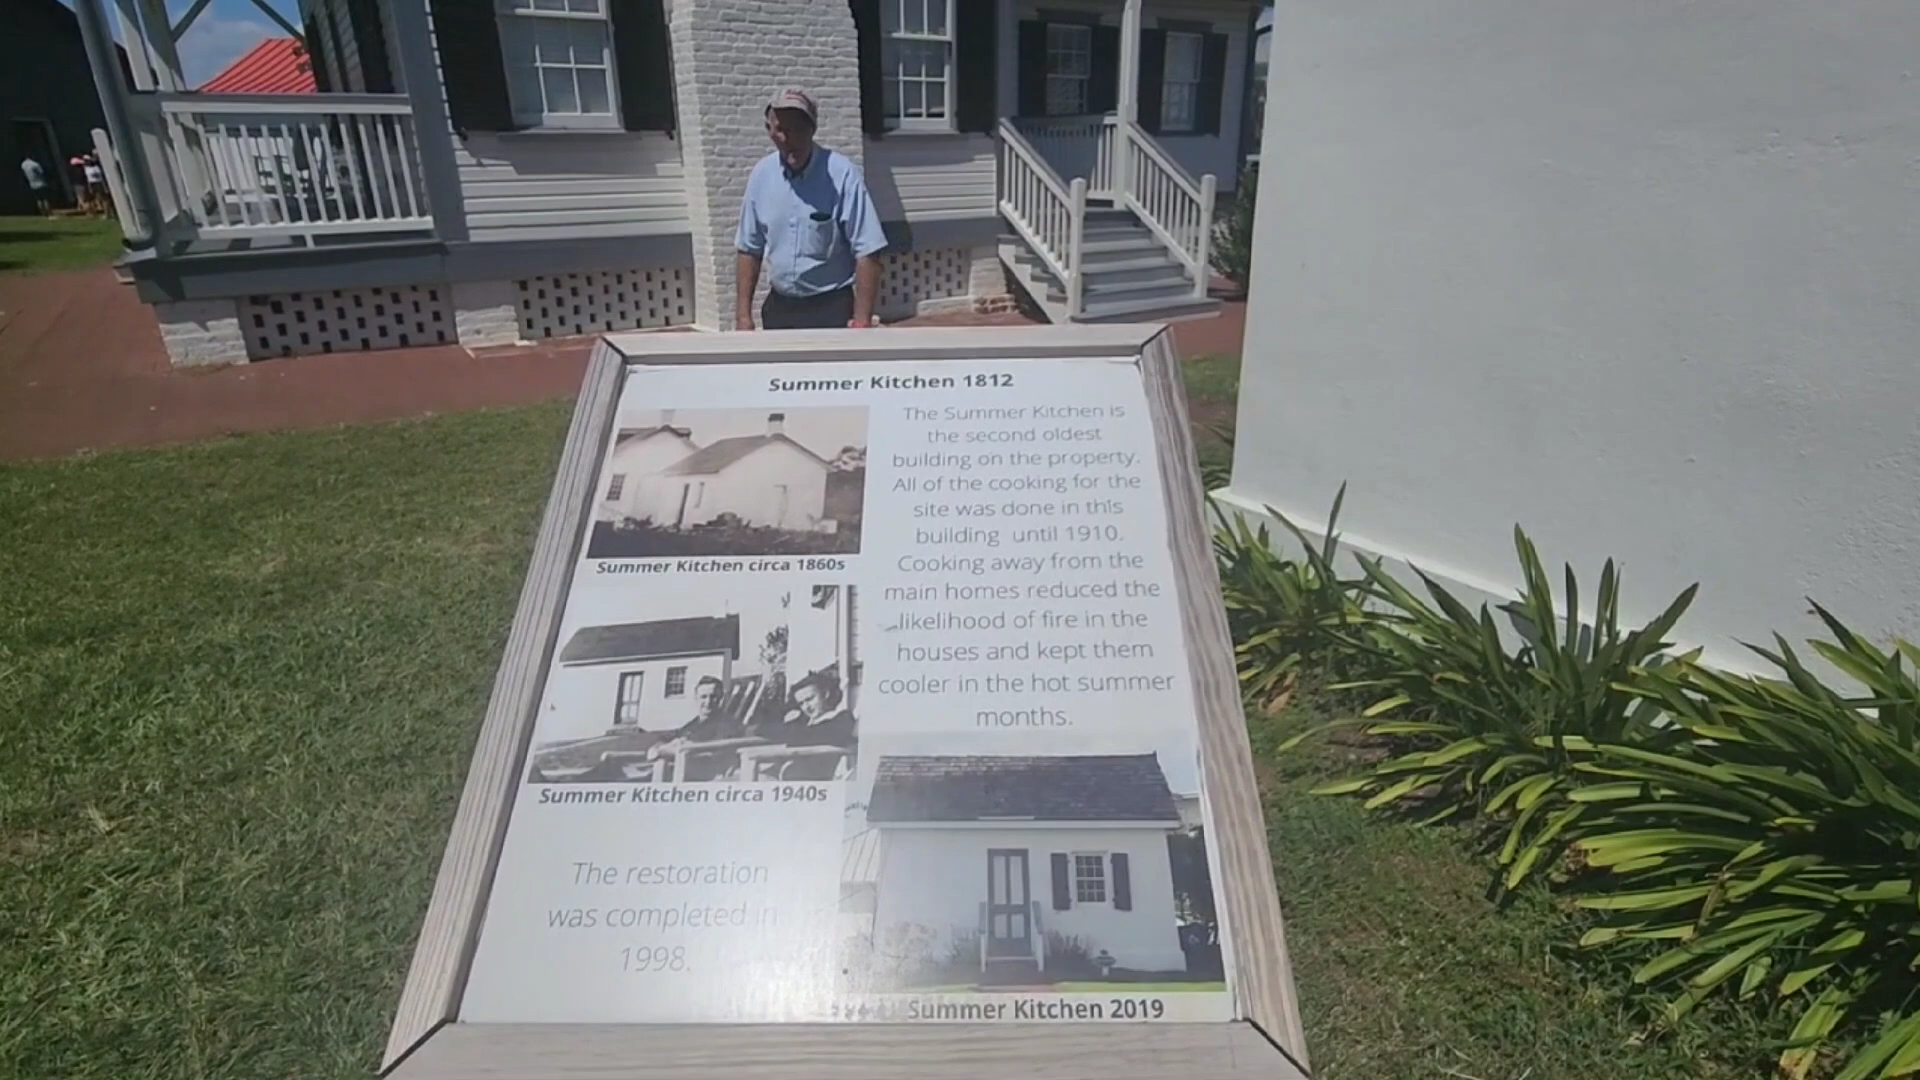 Summer Kitchen 1812
The Summer Kitchen is
the second oldest
building on the property.
All of the cooking for the
site was done in this
building until 1910.
Cooking away from the
main homes reduced the
likelihood of fire in the
houses and kept them
cooler in the hot summer
months.
Summer Kitchen circa 1860s
Summer Kitchen circa 1940s
The restoration
was completed in
1998.
Summer Kitchen 2019